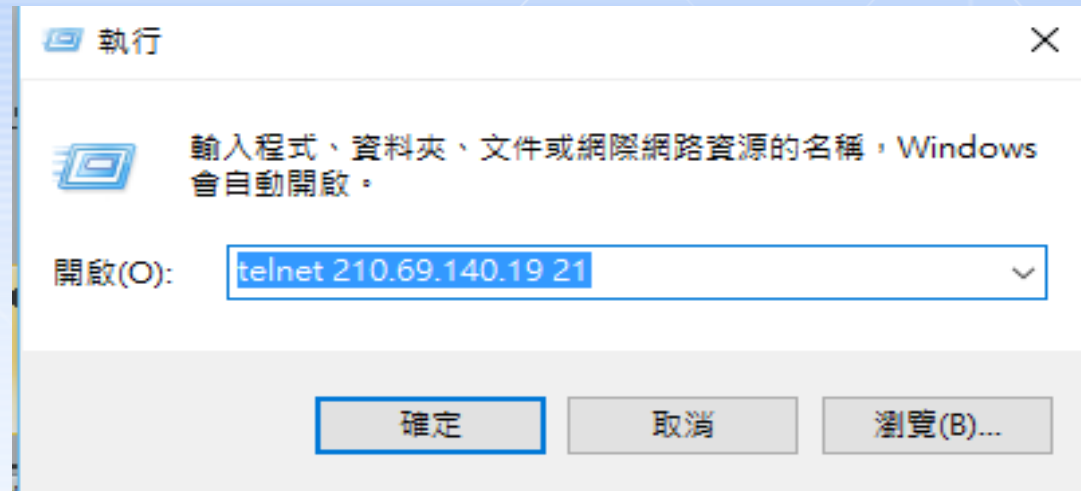 執行
輸入程式、資料夾、文件或網際網路資源的名稱，Windows
會自動開啟。
開啟(O): telnet 210.69.140.19 21
確定 取消 瀏覽(B)...